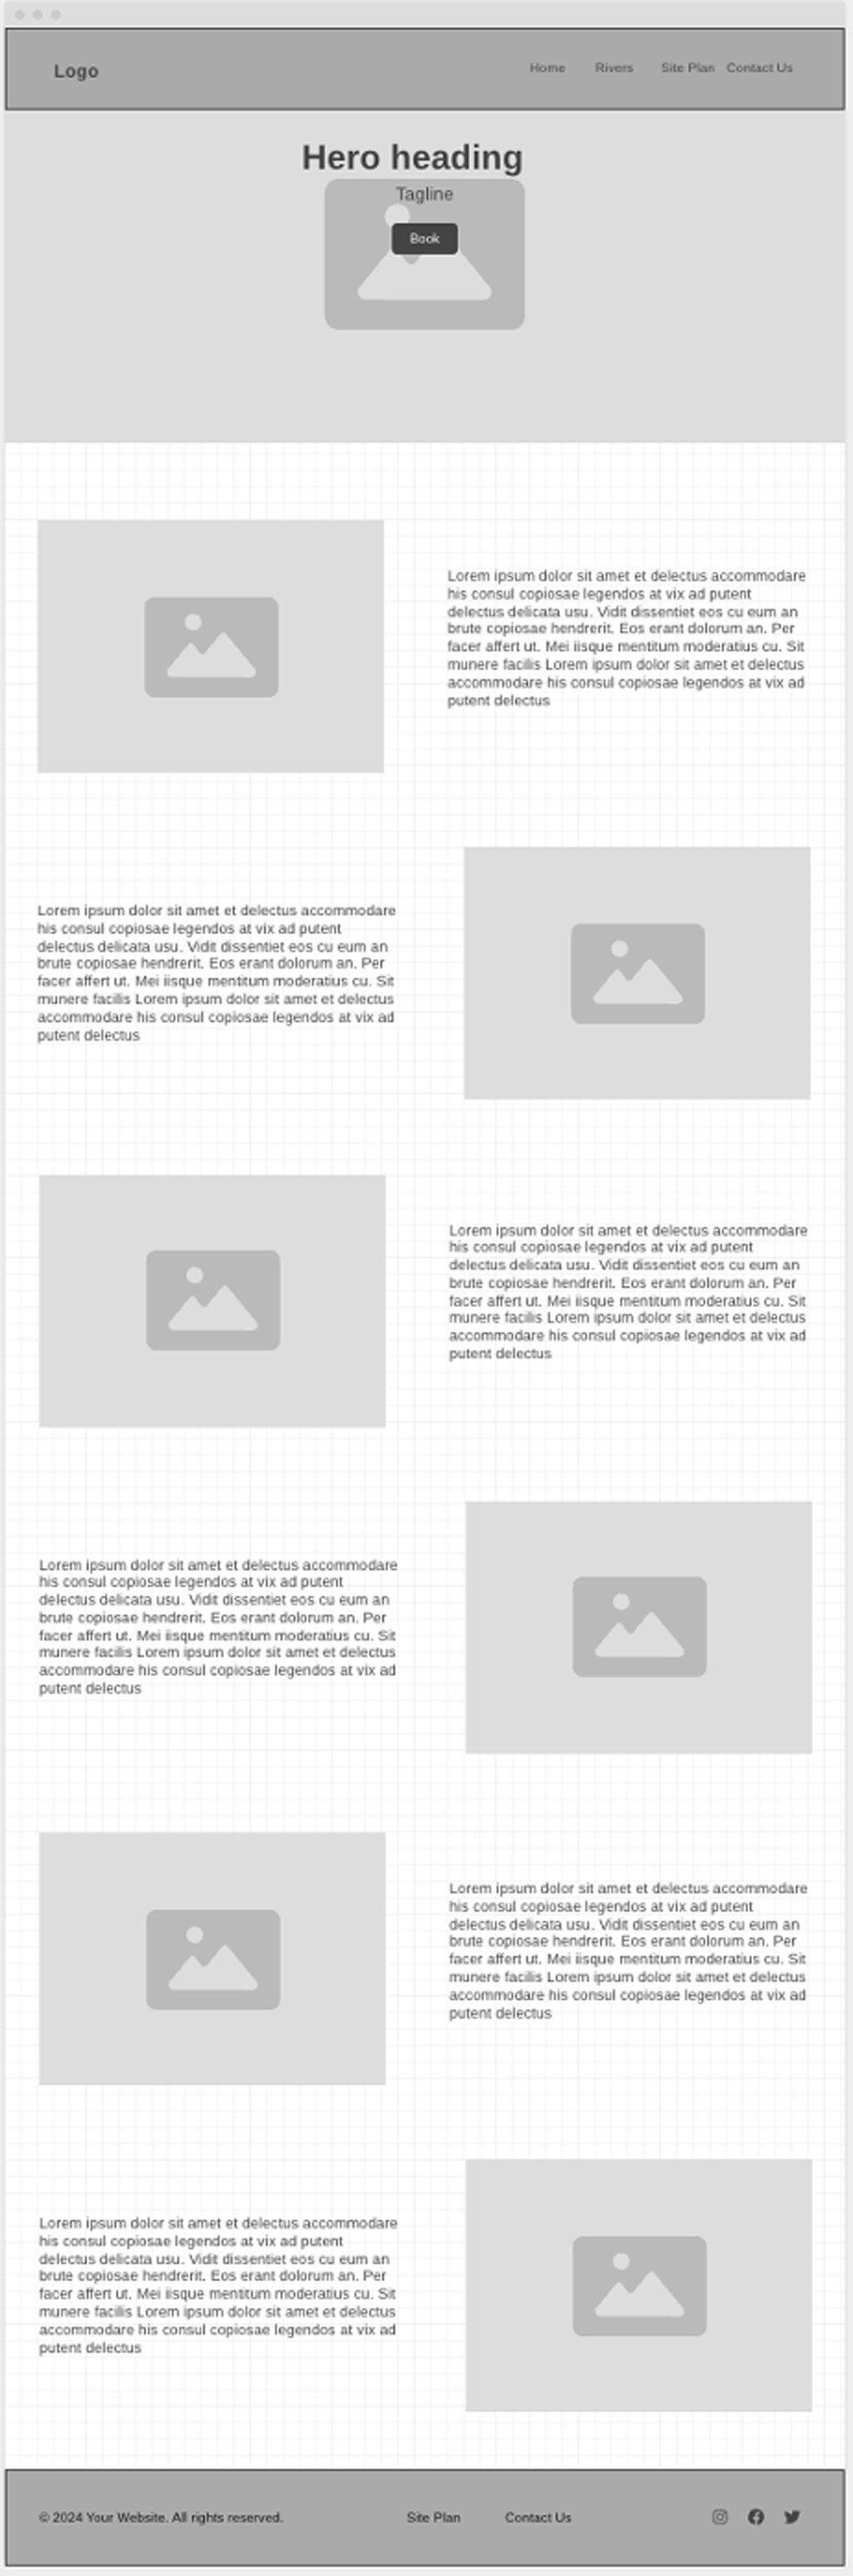 Logo
Home Rivers Site Plan Contact Us
Hero heading
Tagline
Book
Lorem ipsum dolor sit amet et delectus accommodare
his consul copiosae legendos at vix ad putent
delectus delicata usu. Vidit dissentiet eos cu eum an
brute copiosae hendrerit. Eos erant dolorum an. Per
facer affert ut. Mei iisque mentitum moderatius cu. Sit
munere facilis Lorem ipsum dolor sit amet et delectus
accommodare his consul copiosae legendos at vix ad
putent delectus
Lorem ipsum dolor sit amet et delectus accommodare
his consul copiosae legendos at vix ad putent
delectus delicata usu. Vidit dissentiet eos cu eum an
brute copiosae hendrerit. Eos erant dolorum an. Per
facer affert ut. Mei iisque mentitum moderatius cu. Sit
munere facilis Lorem ipsum dolor sit amet et delectus
accommodare his consul copiosae legendos at vix ad
putent delectus
Lorem ipsum dolor sit amet et delectus accommodare
his consul copiosae legendos at vix ad putent
delectus delicata usu. Vidit dissentiet eos cu eum an
brute copiosae hendrerit. Eos erant dolorum an. Per
facer affert ut. Mei iisque mentitum moderatius cu. Sit
munere facilis Lorem ipsum dolor sit amet et delectus
accommodare his consul copiosae legendos at vix ad
putent delectus
Lorem ipsum dolor sit amet et delectus accommodare
his consul copiosae legendos at vix ad putent
delectus delicata usu. Vidit dissentiet eos cu eum an
brute copiosae hendrerit. Eos erant dolorum an. Per
facer affert ut. Mei iisque mentitum moderatius cu. Sit
munere facilis Lorem ipsum dolor sit amet et delectus
accommodare his consul copiosae legendos at vix ad
putent delectus
Lorem ipsum dolor sit amet et delectus accommodare
his consul copiosae legendos at vix ad putent
delectus delicata usu. Vidit dissentiet eos cu eum an
brute copiosae hendrerit. Eos erant dolorum an. Per
facer affert ut. Mei iisque mentitum moderatius cu. Sit
munere facilis Lorem ipsum dolor sit amet et delectus
accommodare his consul copiosae legendos at vix ad
putent delectus
Lorem ipsum dolor sit amet et delectus accommodare
his consul copiosae legendos at vix ad putent
delectus delicata usu. Vidit dissentiet eos cu eum an
brute copiosae hendrerit. Eos erant dolorum an. Per
facer affert ut. Mei iisque mentitum moderatius cu. Sit
munere facilis Lorem ipsum dolor sit amet et delectus
accommodare his consul copiosae legendos at vix ad
putent delectus
© 2024 Your Website. All rights reserved. Site Plan Contact Us